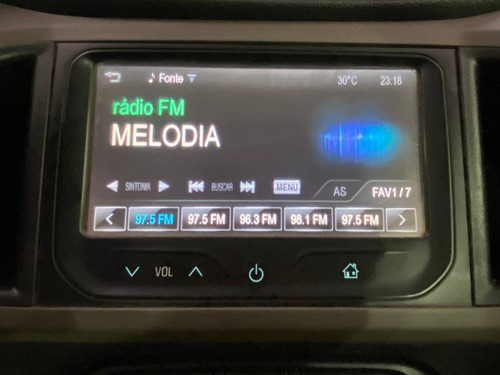 ♪ Fonte 30°C 23:18
rádio FM
MELODIA
SINTONIA BUSCAR MENU AS FAV1 / 7
97.5 FM 97.5 FM 96.3 FM 98.1 FM 97.5 FM
VOL